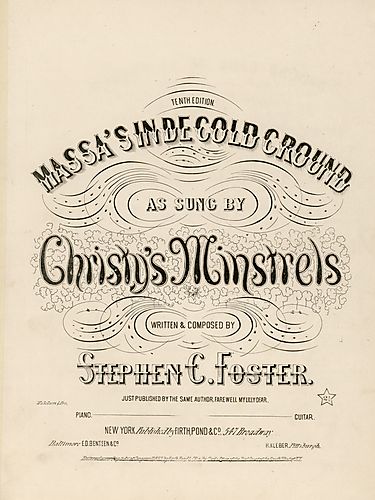 TENTH EDITION
MASSA'S IN DE COLD GROUND
AS SUNG BY
Christy's Minstrels
WRITTEN & COMPOSED BY
STEPHEN C. FOSTER.
JUST PUBLISHED BY THE SAME AUTHOR, FAREWELL MY LILLY DEAR.
2½
PIANO.
GUITAR.
NEW YORK Published by FIRTH, POND & CO. 547 Broadway
Baltimore E.D. BENTEEN & CO
H. KLEBER, Pittsburgh.